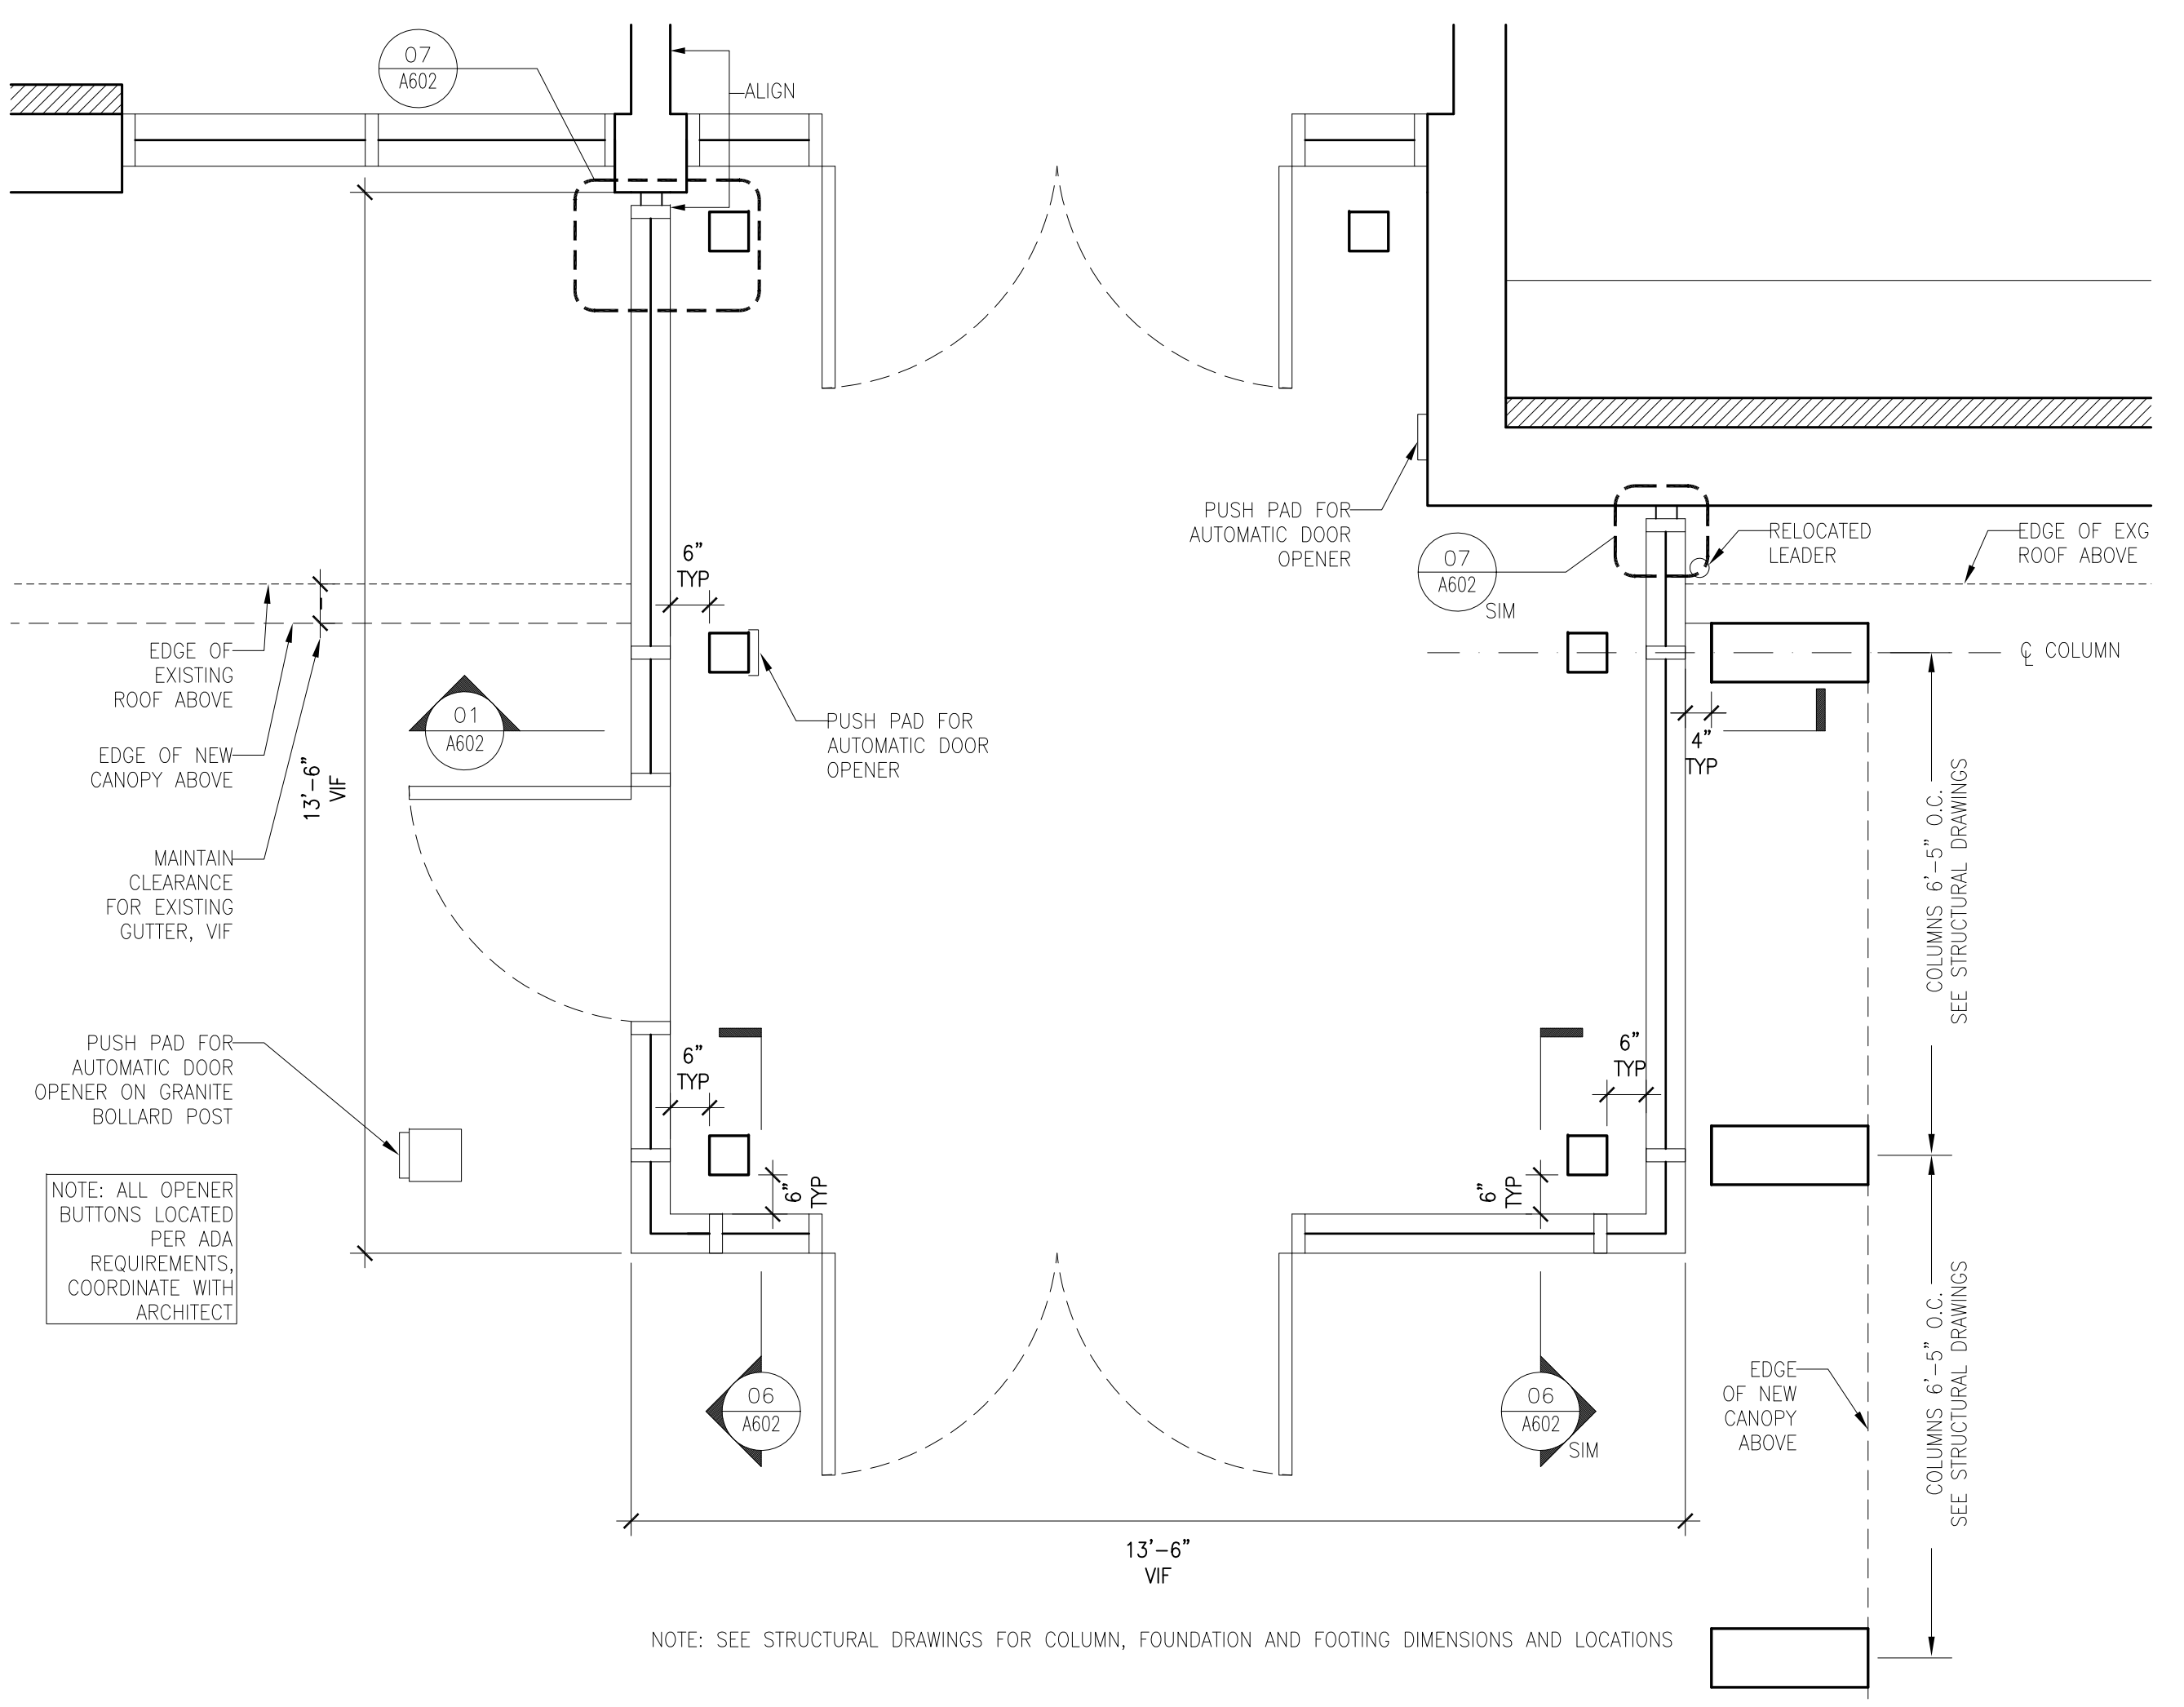 07
A602
ALIGN
PUSH PAD FOR
AUTOMATIC DOOR
OPENER
07
A602
SIM
RELOCATED
LEADER
EDGE OF EXG
ROOF ABOVE
6"
TYP
EDGE OF
EXISTING
ROOF ABOVE
EDGE OF NEW
CANOPY ABOVE
13'-6"
VIF
MAINTAIN
CLEARANCE
FOR EXISTING
GUTTER, VIF
01
A602
PUSH PAD FOR
AUTOMATIC DOOR
OPENER
℄ COLUMN
4"
TYP
COLUMNS 6'-5" O.C.
SEE STRUCTURAL DRAWINGS
PUSH PAD FOR
AUTOMATIC DOOR
OPENER ON GRANITE
BOLLARD POST
6"
TYP
6"
TYP
6"
TYP
6"
TYP
NOTE: ALL OPENER
BUTTONS LOCATED
PER ADA
REQUIREMENTS,
COORDINATE WITH
ARCHITECT
COLUMNS 6'-5" O.C.
SEE STRUCTURAL DRAWINGS
06
A602
06
A602
SIM
EDGE
OF NEW
CANOPY
ABOVE
13'-6"
VIF
NOTE: SEE STRUCTURAL DRAWINGS FOR COLUMN, FOUNDATION AND FOOTING DIMENSIONS AND LOCATIONS